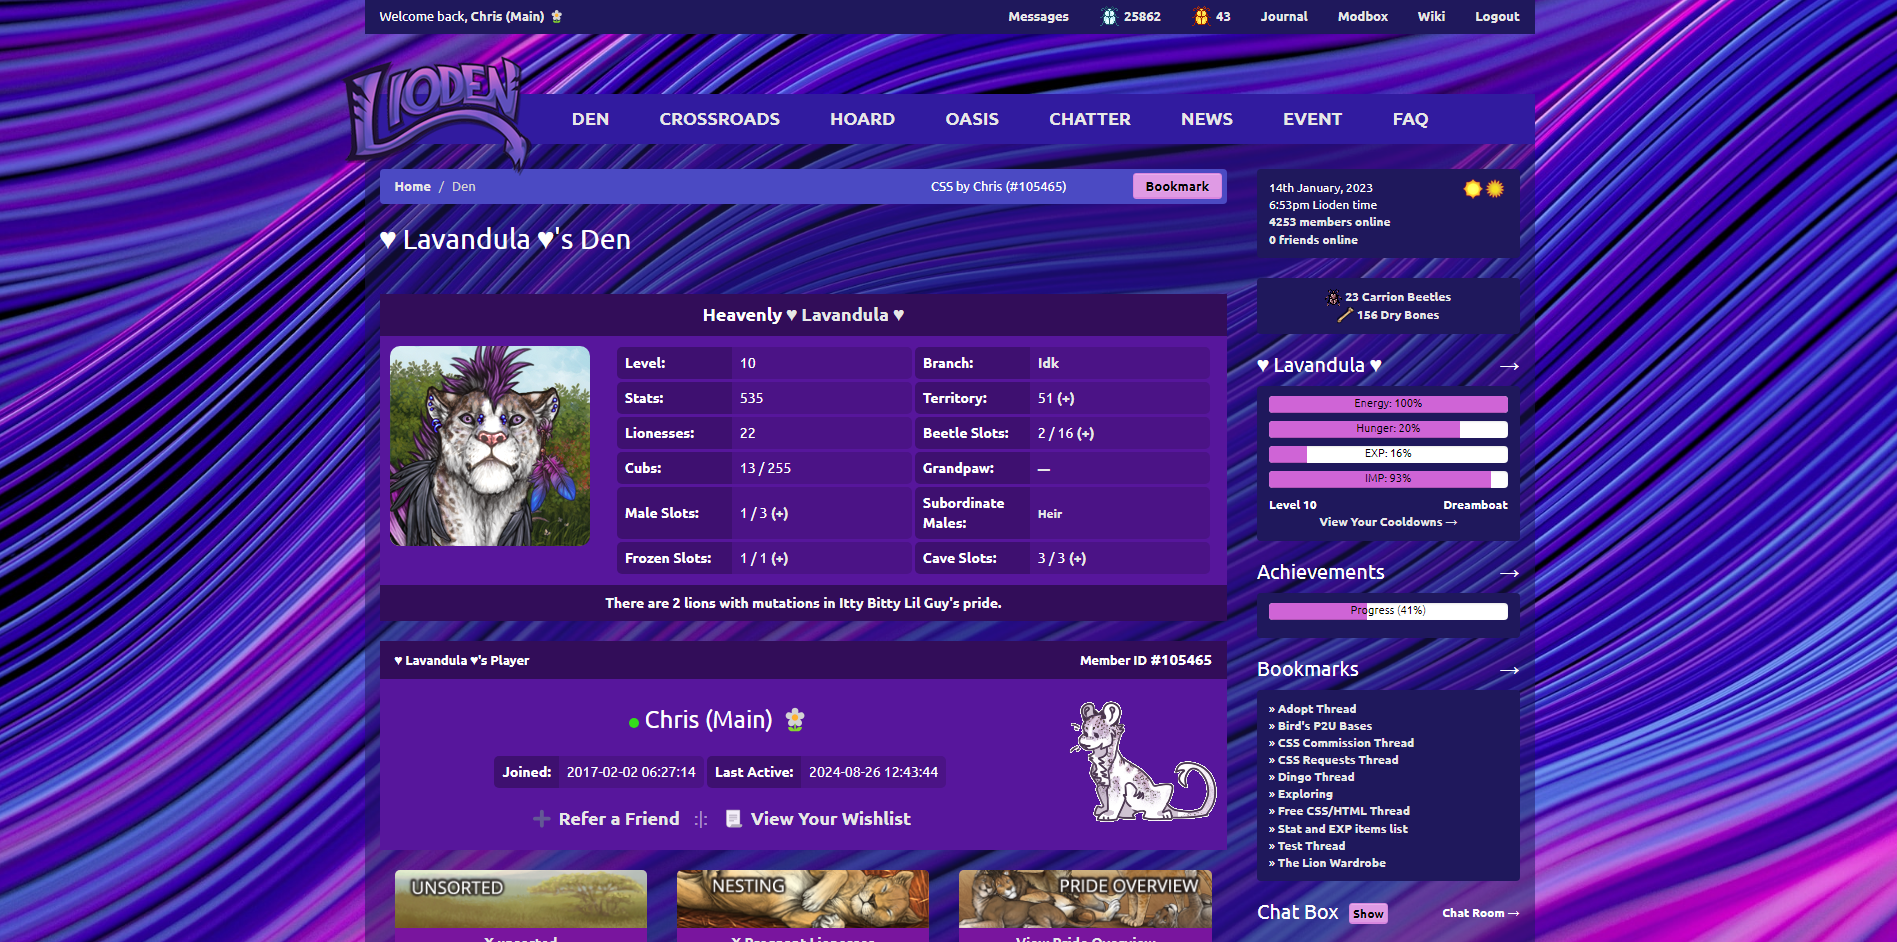 Welcome back, Chris (Main)
Messages 25862 43 Journal Modbox Wiki Logout
LIODEN
DEN CROSSROADS HOARD OASIS CHATTER NEWS EVENT FAQ
Home / Den CSS by Chris (#105465) Bookmark
♥ Lavandula ♥'s Den
Heavenly ♥ Lavandula ♥
Level: 10 Branch: Idk
Stats: 535 Territory: 51 (+)
Lionesses: 22 Beetle Slots: 2 / 16 (+)
Cubs: 13 / 255 Grandpaw: —
Male Slots: 1 / 3 (+) Subordinate Males: Heir
Frozen Slots: 1 / 1 (+) Cave Slots: 3 / 3 (+)
There are 2 lions with mutations in Itty Bitty Lil Guy's pride.
♥ Lavandula ♥'s Player Member ID #105465
Chris (Main)
Joined: 2017-02-02 06:27:14 Last Active: 2024-08-26 12:43:44
Refer a Friend :|: View Your Wishlist
UNSORTED NESTING PRIDE OVERVIEW
X unsorted X Pregnant Lionesses View Pride Overview
14th January, 2023
6:53pm Lioden time
4253 members online
0 friends online
23 Carrion Beetles
156 Dry Bones
♥ Lavandula ♥ →
Energy: 100%
Hunger: 20%
EXP: 16%
IMP: 93%
Level 10 Dreamboat
View Your Cooldowns →
Achievements →
Progress (41%)
Bookmarks →
» Adopt Thread
» Bird's P2U Bases
» CSS Commission Thread
» CSS Requests Thread
» Dingo Thread
» Exploring
» Free CSS/HTML Thread
» Stat and EXP items list
» Test Thread
» The Lion Wardrobe
Chat Box Show Chat Room →